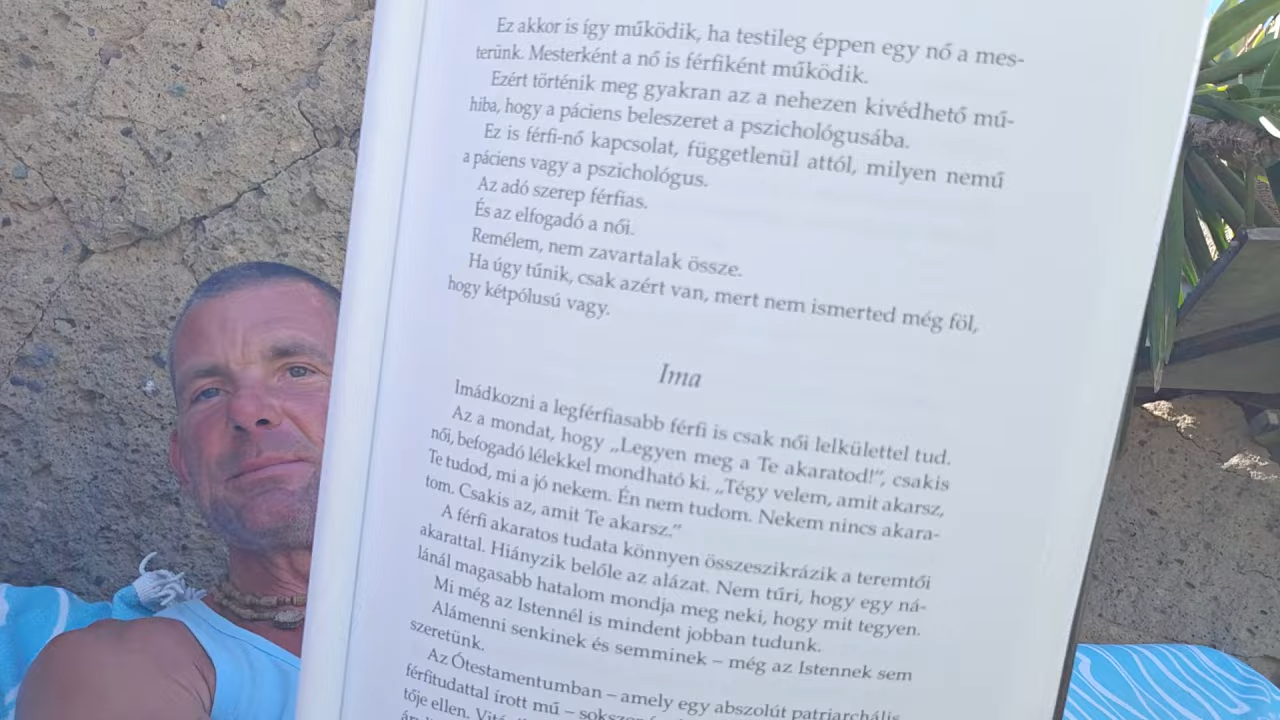 Ez akkor is így működik, ha testileg éppen egy nő a mes-
terünk. Mesterként a nő is férfiként működik.
Ezért történik meg gyakran az a nehezen kivédhető mű-
hiba, hogy a páciens beleszeret a pszichológusába.
Ez is férfi-nő kapcsolat, függetlenül attól, milyen nemű
a páciens vagy a pszichológus.
Az adó szerep férfias.
És az elfogadó a női.
Remélem, nem zavartalak össze.
Ha úgy tűnik, csak azért van, mert nem ismerted még föl,
hogy kétpólusú vagy.
Ima
Imádkozni a legférfiasabb férfi is csak női lelkülettel tud.
Az a mondat, hogy „Legyen meg a Te akaratod!”, csakis
női, befogadó lélekkel mondható ki. „Tégy velem, amit akarsz,
Te tudod, mi a jó nekem. Én nem tudom. Nekem nincs akara-
tom. Csakis az, amit Te akarsz.”
A férfi akaratos tudata könnyen összeszikrázik a teremtői
akarattal. Hiányzik belőle az alázat. Nem tűri, hogy egy ná-
lánál magasabb hatalom mondja meg neki, hogy mit tegyen.
Mi még az Istennél is mindent jobban tudunk.
Alámenni senkinek és semminek – még az Istennek sem
szeretünk.
Az Ótestamentumban – amely egy abszolút patriarchális
férfitudattal írott mű –
tője ellen.